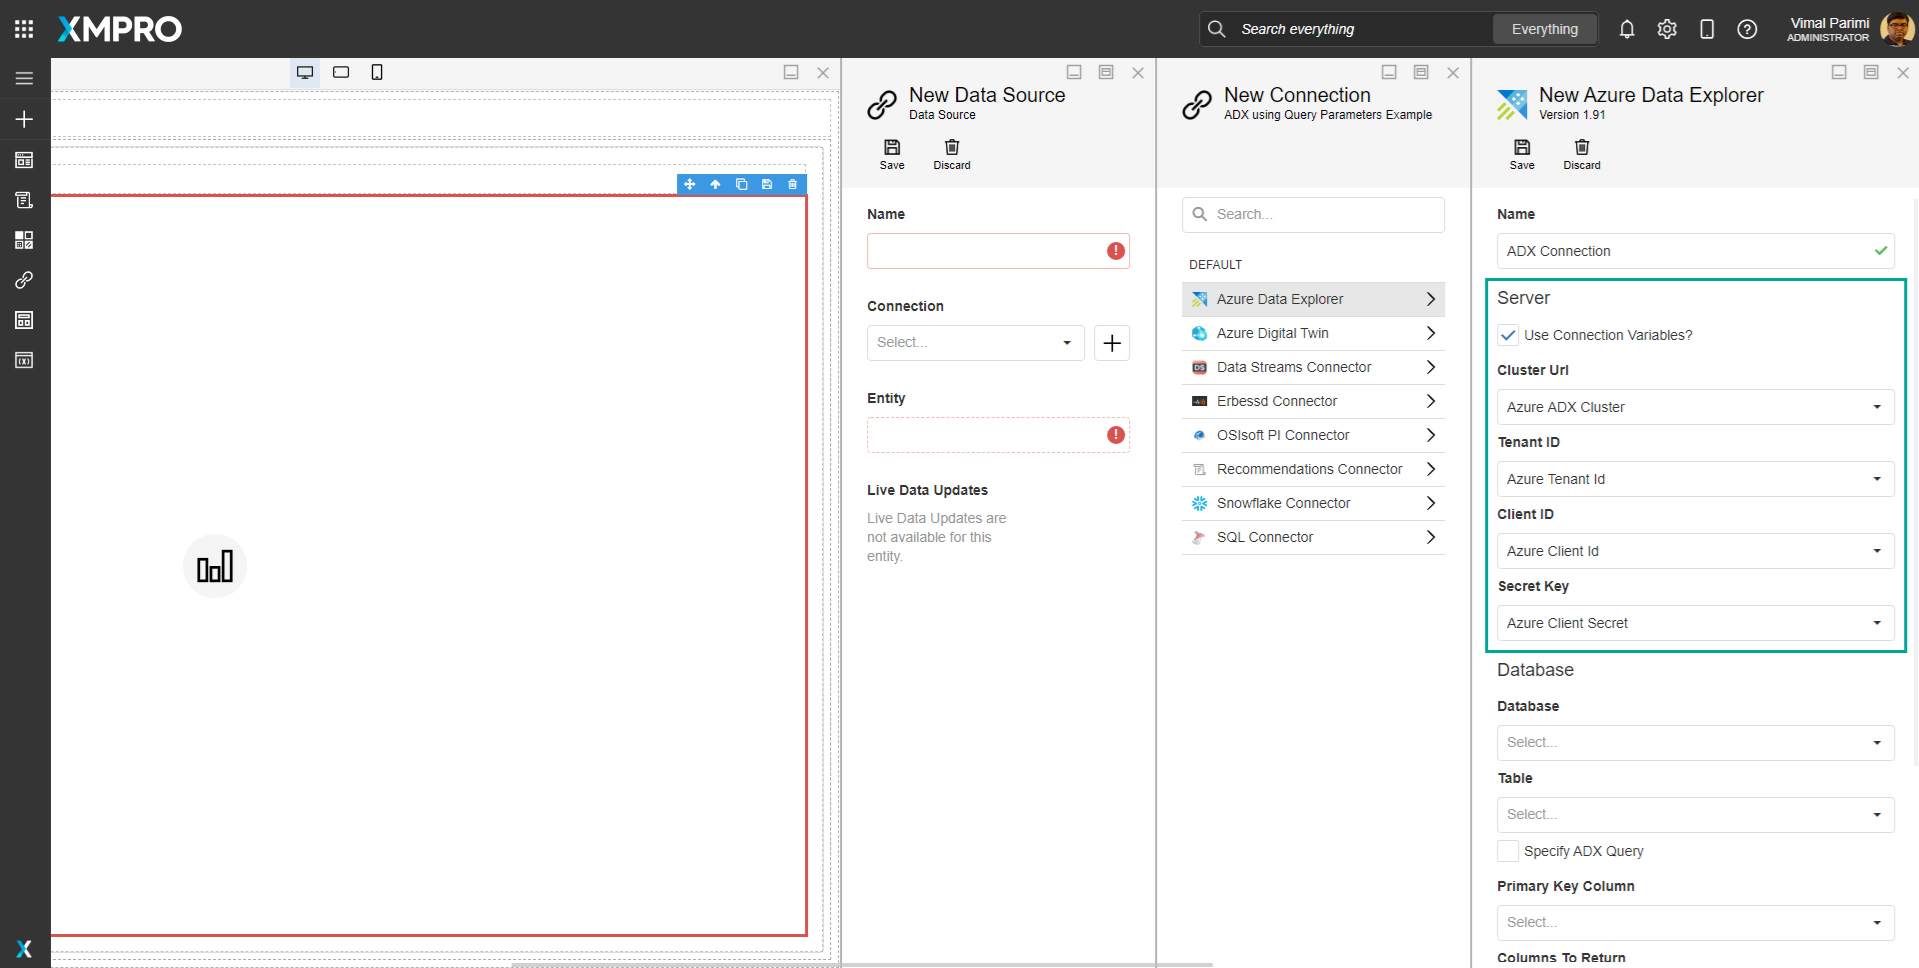 XMPRO
Search everything
Everything
Vimal Parimi
ADMINISTRATOR
New Data Source
Data Source
Save
Discard
Name
Connection
Select...
Entity
Live Data Updates
Live Data Updates are
not available for this
entity.
New Connection
ADX using Query Parameters Example
Search...
DEFAULT
Azure Data Explorer
Azure Digital Twin
DS
Data Streams Connector
Erbessd Connector
OSIsoft PI Connector
Recommendations Connector
Snowflake Connector
SQL Connector
New Azure Data Explorer
Version 1.91
Save
Discard
Name
ADX Connection
Server
Use Connection Variables?
Cluster Url
Azure ADX Cluster
Tenant ID
Azure Tenant Id
Client ID
Azure Client Id
Secret Key
Azure Client Secret
Database
Database
Select...
Table
Select...
Specify ADX Query
Primary Key Column
Select...
Columns To Return